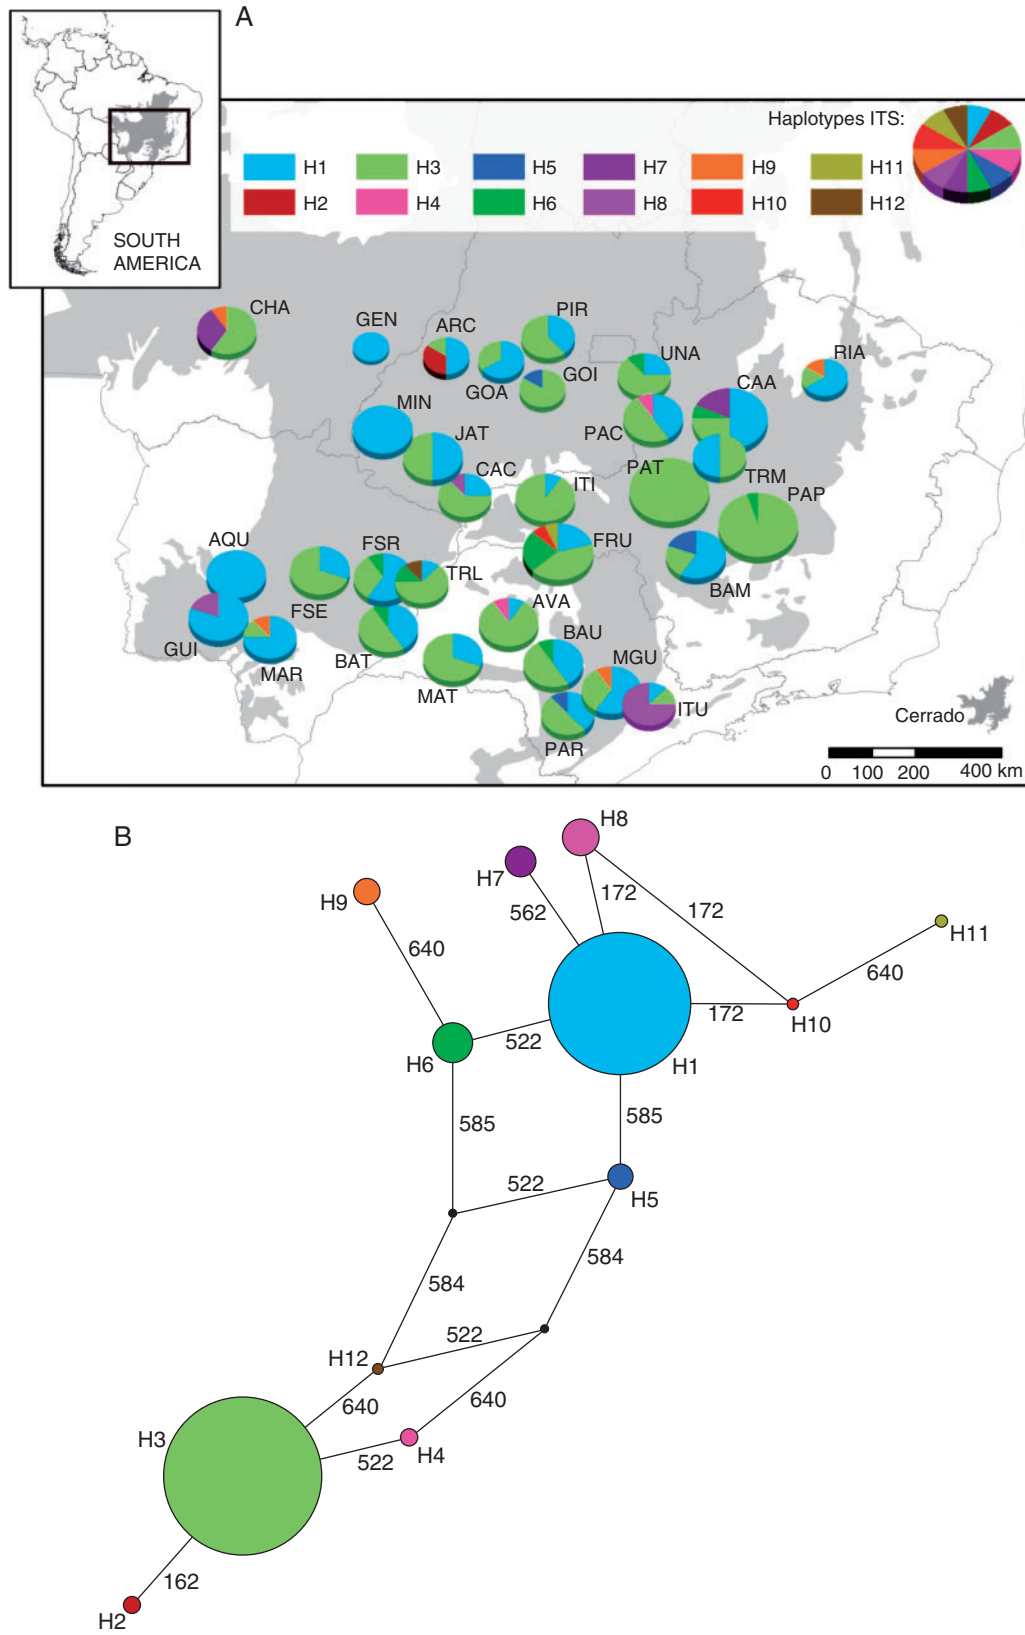 A
Haplotypes ITS:
H1 H3 H5 H7 H9 H11
H2 H4 H6 H8 H10 H12
SOUTH
AMERICA
CHA
GEN
ARC
PIR
GOA
GOI
UNA
RIA
CAA
MIN
JAT
PAC
CAC
ITI
PAT
TRM
PAP
AQU
FSR
FRU
TRL
BAM
FSE
AVA
GUI
MAR
BAT
BAU
MGU
MAT
ITU
PAR
Cerrado
0 100 200 400 km
B
H8
H7
H9
172
562
172
H11
640
640
172
H10
522
H6
H1
585
585
522
H5
584
584
522
H12
640
640
H3
H4
522
162
H2